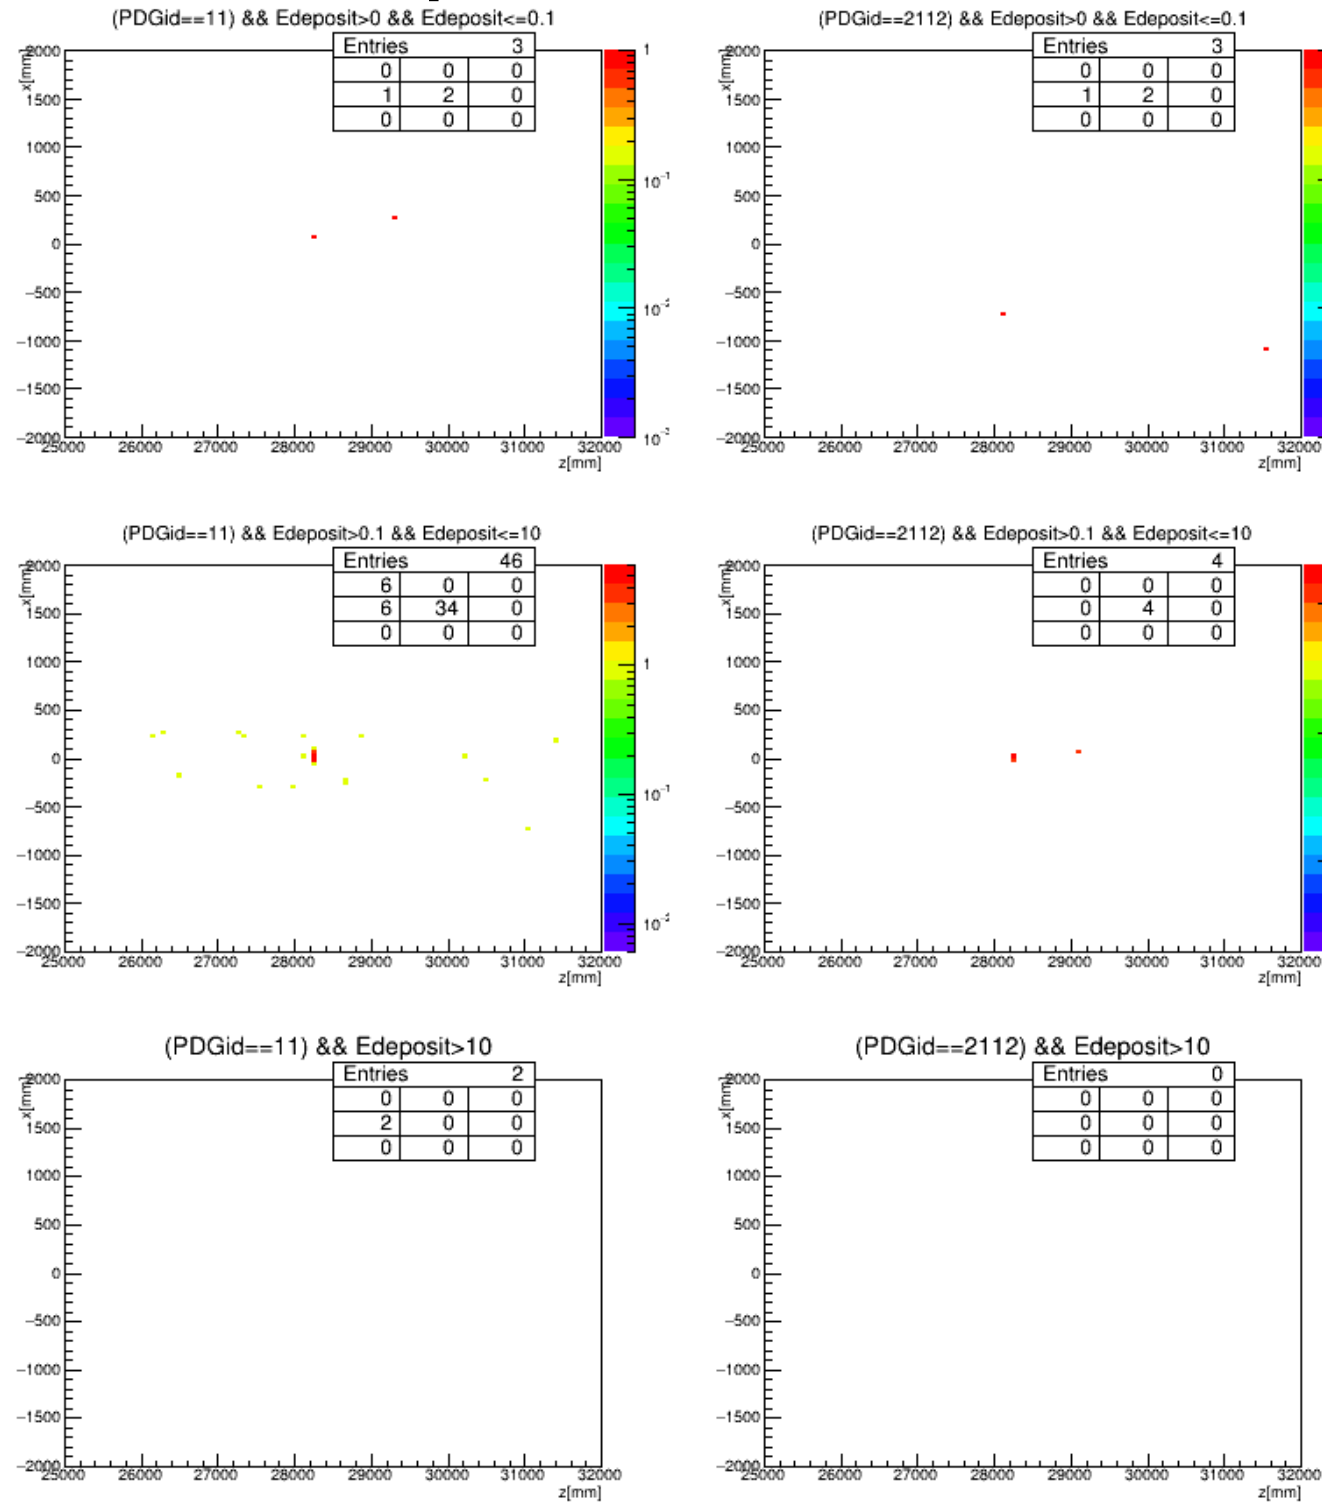 (PDGid==11) && Edeposit>0 && Edeposit<=0.1
Entries 3
0 0 0
1 2 0
0 0 0
x[mm]
2000
1500
1000
500
0
−500
−1000
−1500
−2000
25000 26000 27000 28000 29000 30000 31000 32000
z[mm]
1
10⁻¹
10⁻²
(PDGid==2112) && Edeposit>0 && Edeposit<=0.1
Entries 3
0 0 0
1 2 0
0 0 0
x[mm]
2000
1500
1000
500
0
−500
−1000
−1500
−2000
25000 26000 27000 28000 29000 30000 31000 32000
z[mm]
(PDGid==11) && Edeposit>0.1 && Edeposit<=10
Entries 46
6 0 0
6 34 0
0 0 0
x[mm]
2000
1500
1000
500
0
−500
−1000
−1500
−2000
25000 26000 27000 28000 29000 30000 31000 32000
z[mm]
1
10⁻¹
10⁻²
(PDGid==2112) && Edeposit>0.1 && Edeposit<=10
Entries 4
0 0 0
0 4 0
0 0 0
x[mm]
2000
1500
1000
500
0
−500
−1000
−1500
−2000
25000 26000 27000 28000 29000 30000 31000 32000
z[mm]
(PDGid==11) && Edeposit>10
Entries 2
0 0 0
2 0 0
0 0 0
x[mm]
2000
1500
1000
500
0
−500
−1000
−1500
−2000
25000 26000 27000 28000 29000 30000 31000 32000
z[mm]
(PDGid==2112) && Edeposit>10
Entries 0
0 0 0
0 0 0
0 0 0
x[mm]
2000
1500
1000
500
0
−500
−1000
−1500
−2000
25000 26000 27000 28000 29000 30000 31000 32000
z[mm]